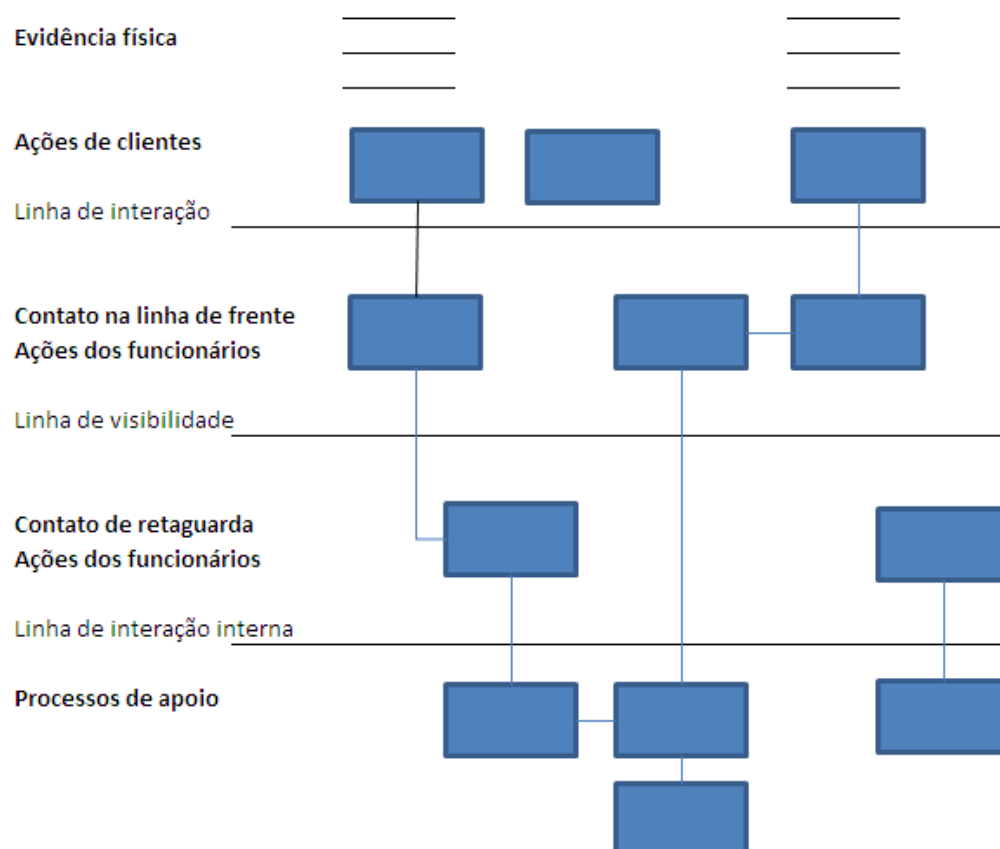 Evidência física
Ações de clientes
Linha de interação
Contato na linha de frente
Ações dos funcionários
Linha de visibilidade
Contato de retaguarda
Ações dos funcionários
Linha de interação interna
Processos de apoio